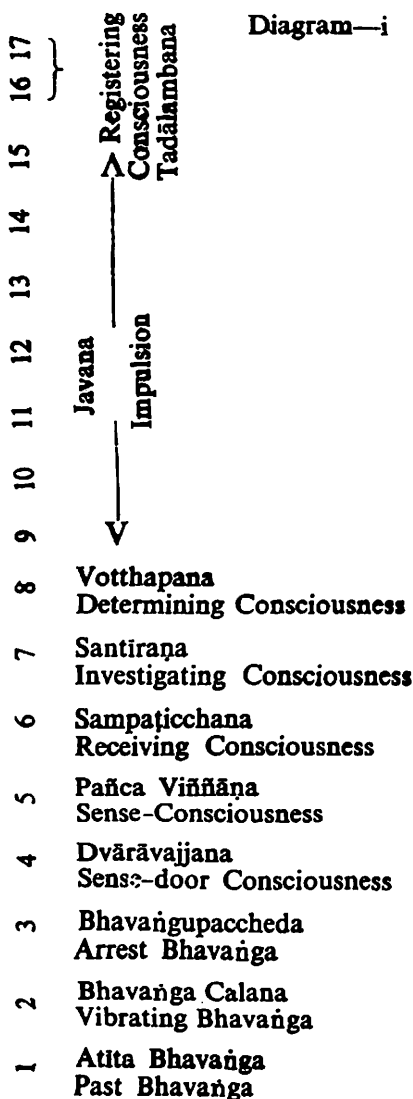 Diagram—i
17
16
Registering
Consciousness
Tadālambana
15
14
13
12
Javana
Impulsion
11
10
9
8
Votthapana
Determining Consciousness
7
Santīraṇa
Investigating Consciousness
6
Sampaṭicchana
Receiving Consciousness
5
Pañca Viññāṇa
Sense-Consciousness
4
Dvārāvajjana
Sense-door Consciousness
3
Bhavaṅgupaccheda
Arrest Bhavaṅga
2
Bhavaṅga Calana
Vibrating Bhavaṅga
1
Atīta Bhavaṅga
Past Bhavaṅga